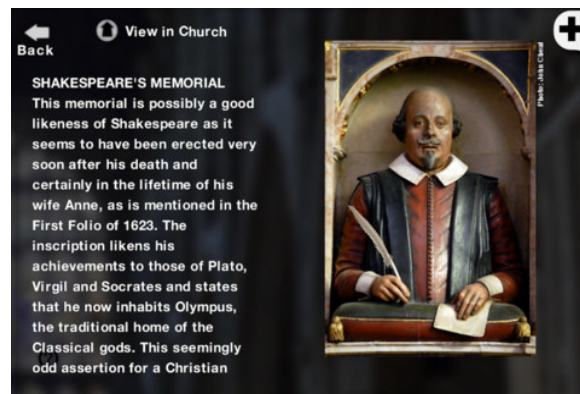 View in Church
Back
SHAKESPEARE'S MEMORIAL
This memorial is possibly a good
likeness of Shakespeare as it
seems to have been erected very
soon after his death and
certainly in the lifetime of his
wife Anne, as is mentioned in the
First Folio of 1623. The
inscription likens his
achievements to those of Plato,
Virgil and Socrates and states
that he now inhabits Olympus,
the traditional home of the
Classical gods. This seemingly
odd assertion for a Christian
Photo: John Cheal